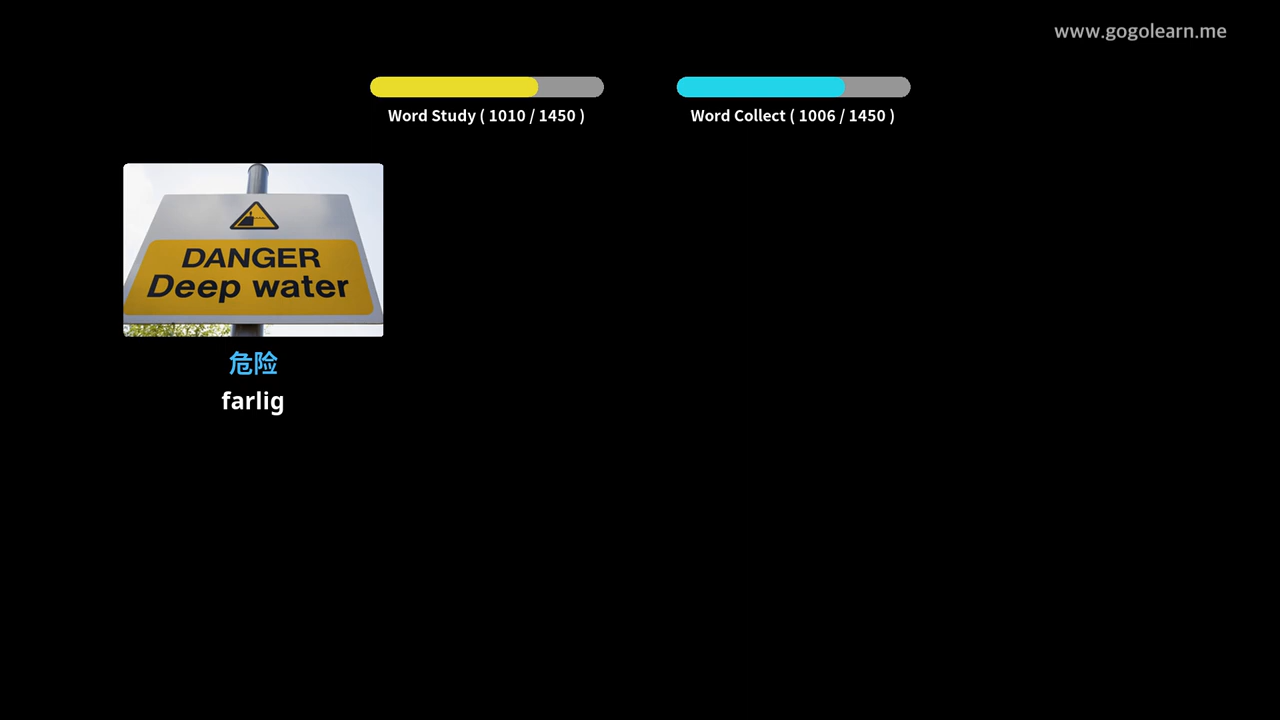 www.gogolearn.me
Word Study ( 1010 / 1450 )
Word Collect ( 1006 / 1450 )
DANGER
Deep water
危险
farlig